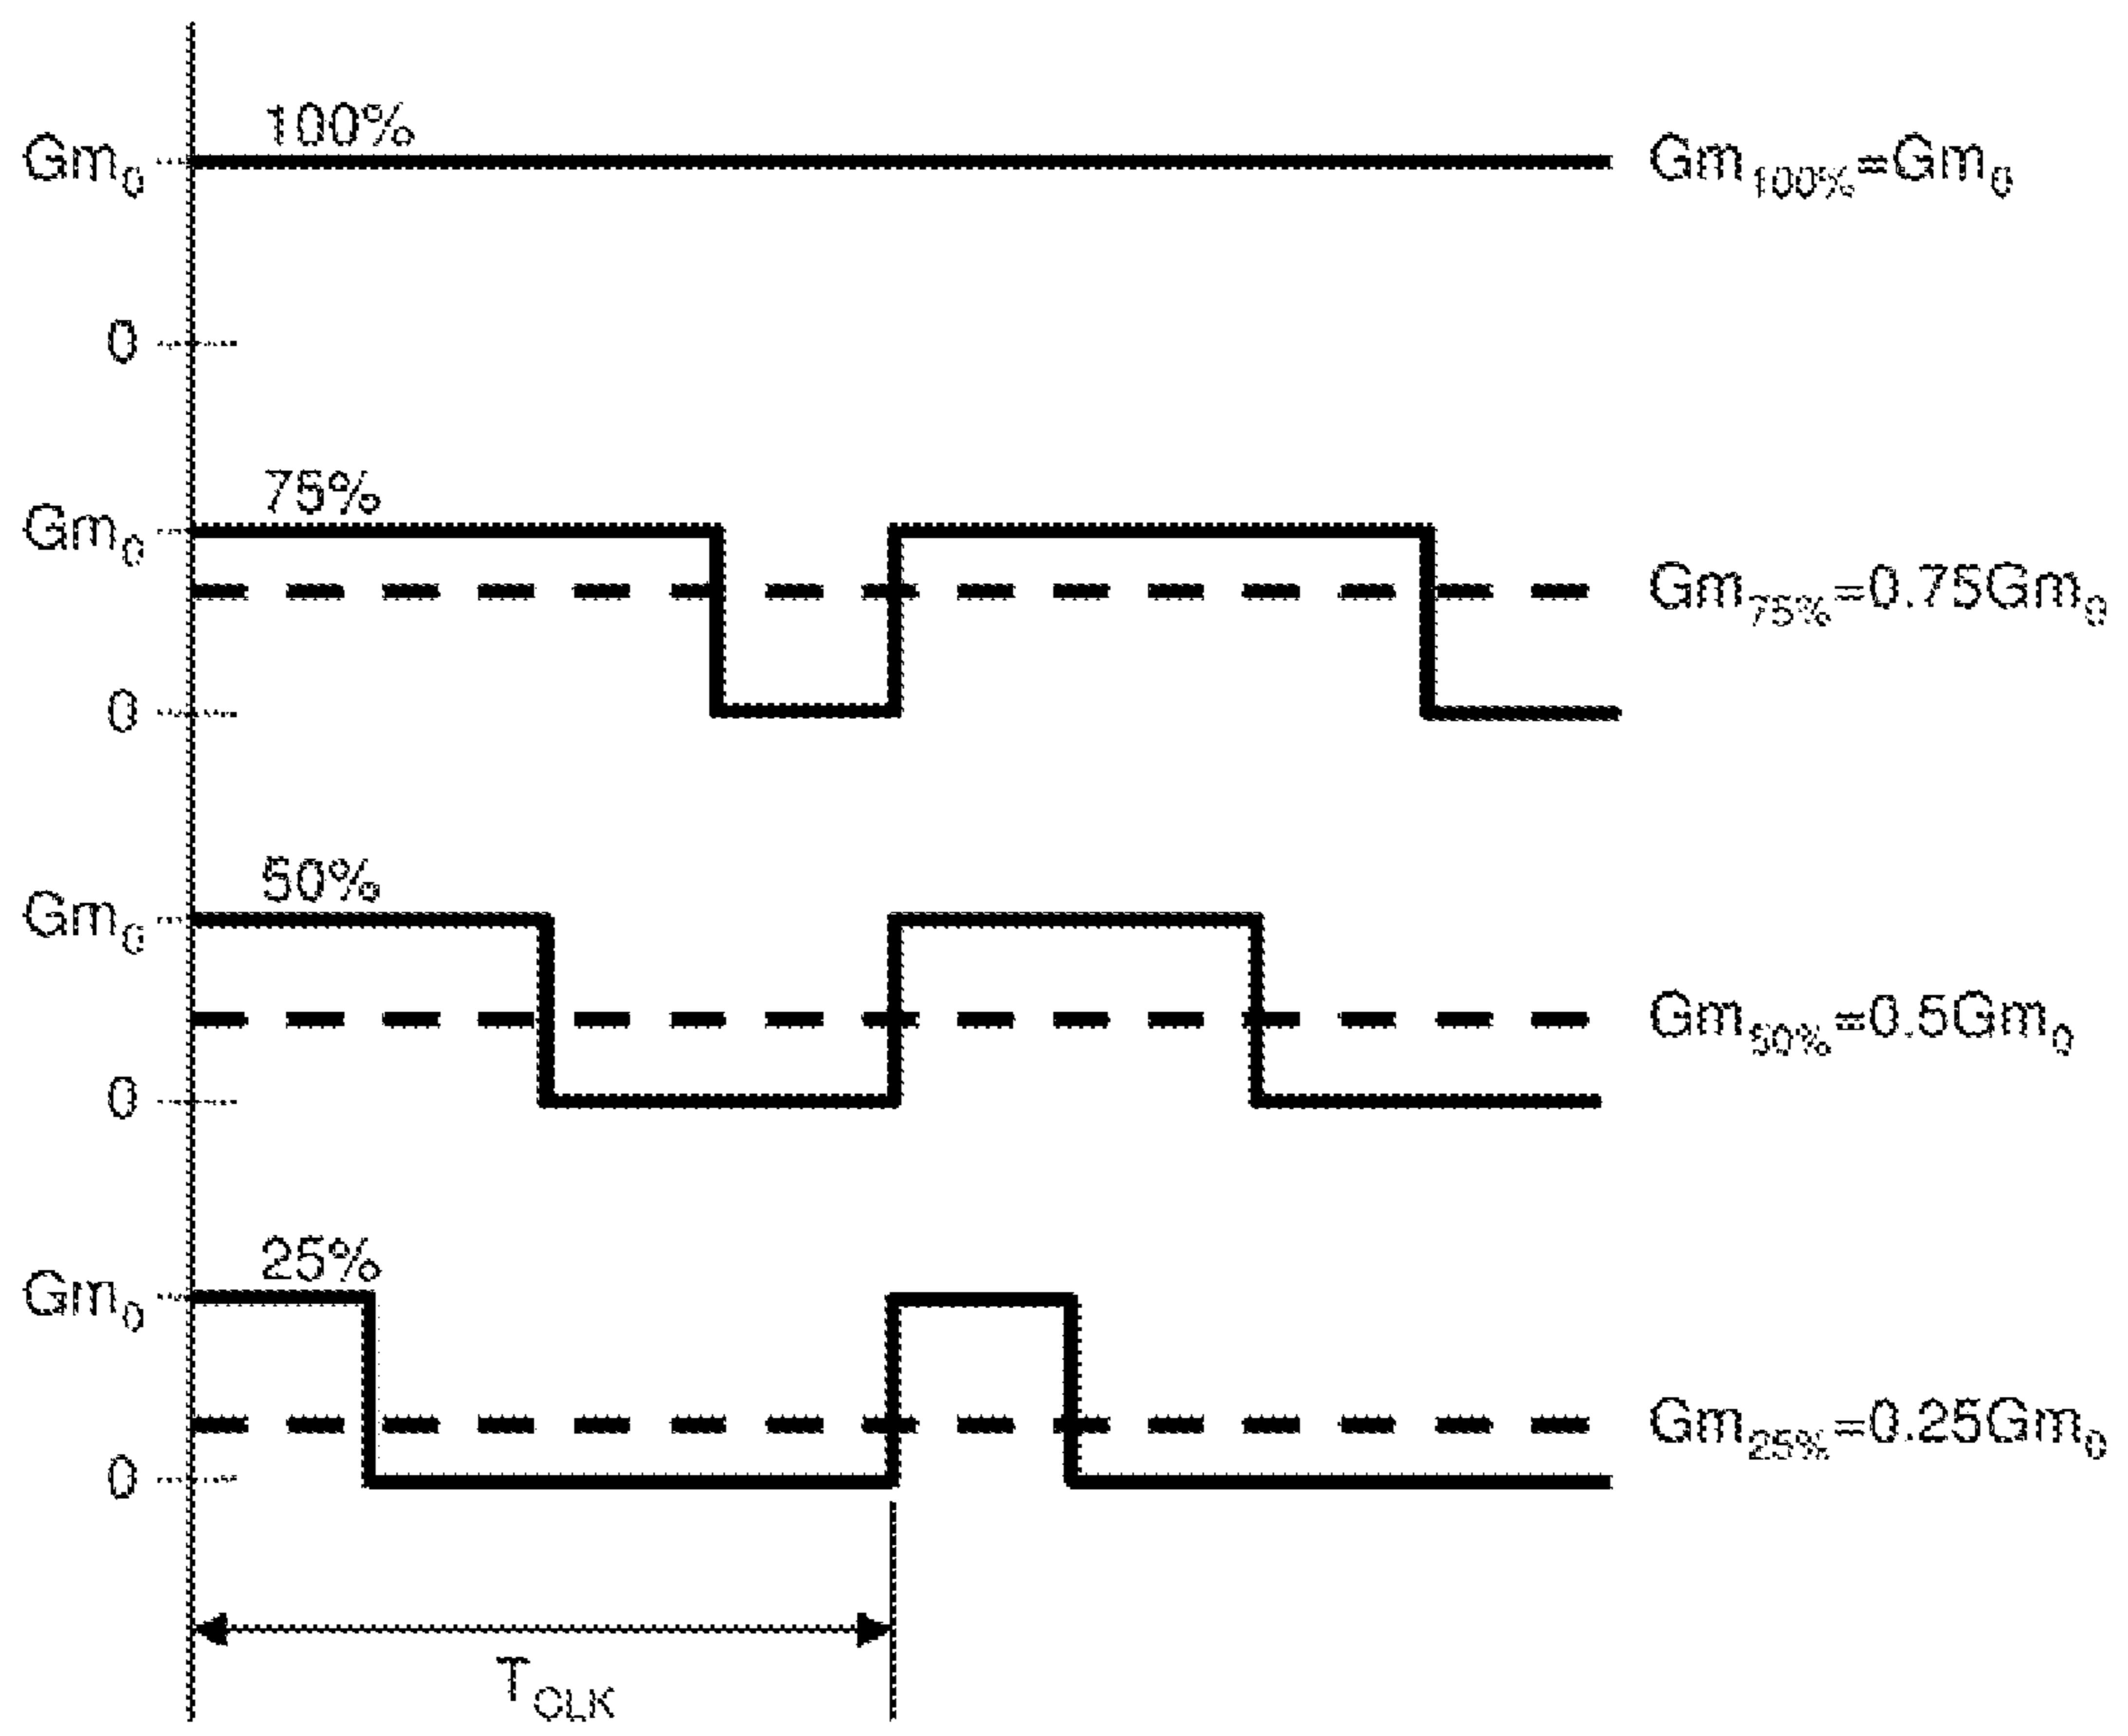 100%
Gm₀ Gm₁₀₀%=Gm₀
0
75%
Gm₀
Gm₇₅%=0.75Gm₀
0
50%
Gm₀
Gm₅₀%=0.5Gm₀
0
25%
Gm₀
Gm₂₅%=0.25Gm₀
0
T_CLK